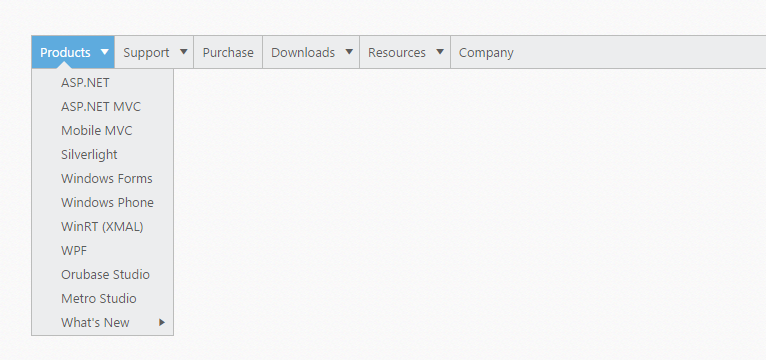 Products Support Purchase Downloads Resources Company
ASP.NET
ASP.NET MVC
Mobile MVC
Silverlight
Windows Forms
Windows Phone
WinRT (XMAL)
WPF
Orubase Studio
Metro Studio
What's New